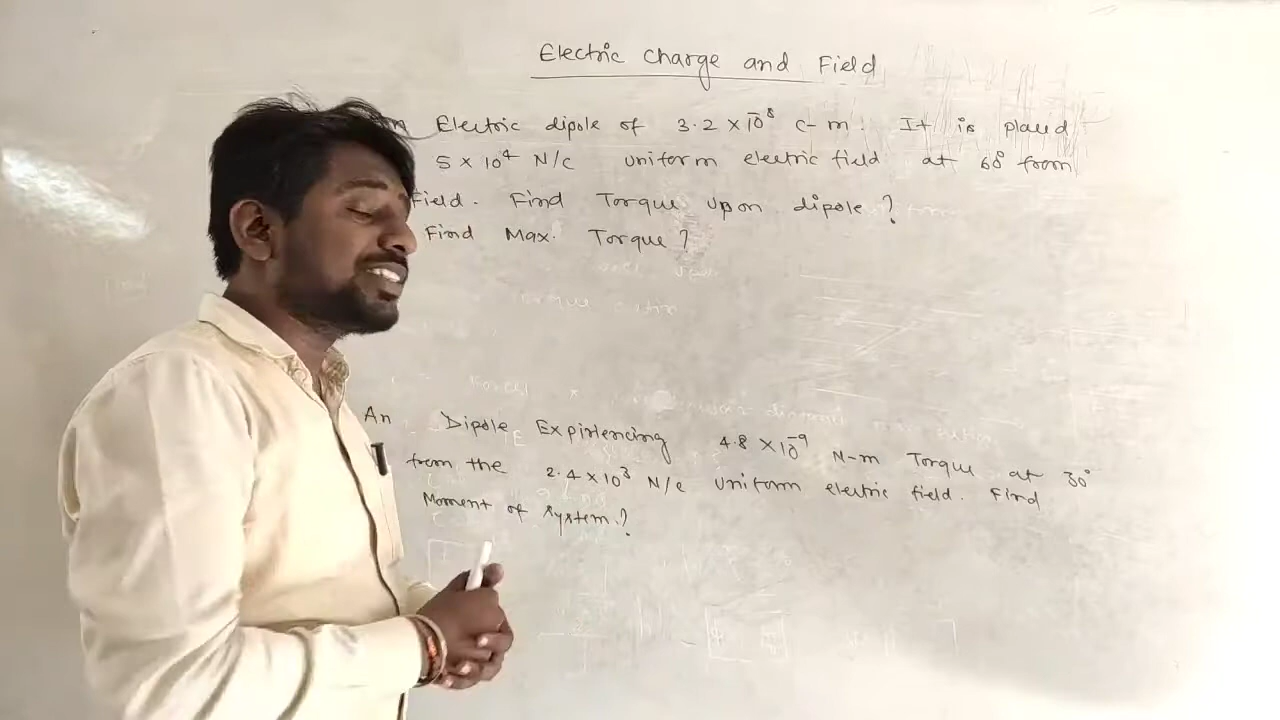 Electric Charge and Field
Electric dipole of 3.2 × 10⁻⁸ C-m. It is placed
5 × 10⁴ N/C uniform electric field at 60° from
Field. Find Torque upon dipole?
Find Max. Torque?
An Dipole Expiriencing 4.8 × 10⁻⁹ N-m Torque at 30°
from the 2.4 × 10³ N/C uniform electric field. Find
Moment of system.?